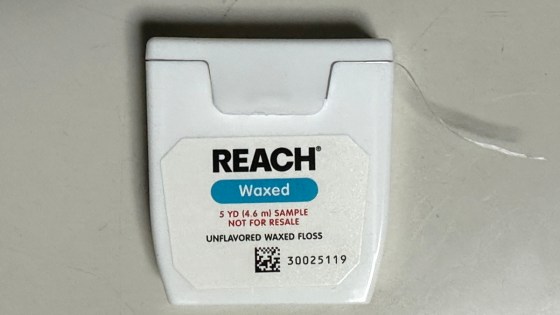 REACH®
Waxed
5 YD (4.6 m) SAMPLE
NOT FOR RESALE
UNFLAVORED WAXED FLOSS
30025119